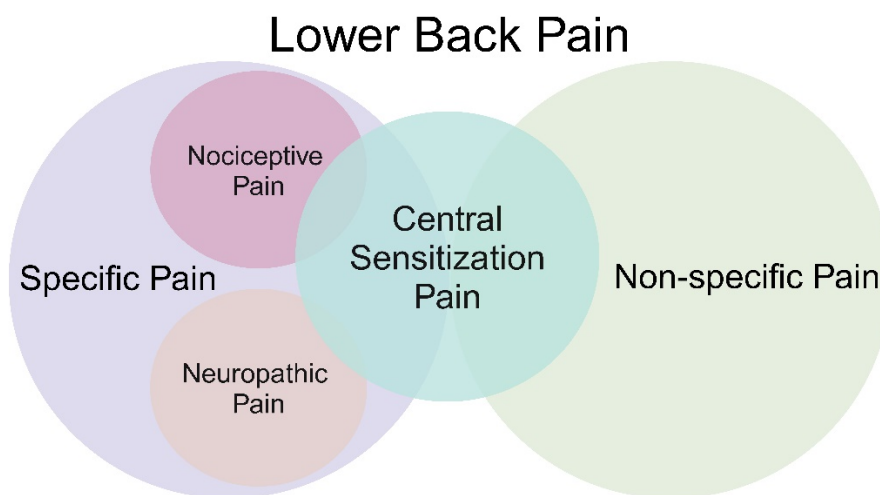 Lower Back Pain
Nociceptive
Pain
Central
Sensitization
Pain
Specific Pain
Non-specific Pain
Neuropathic
Pain